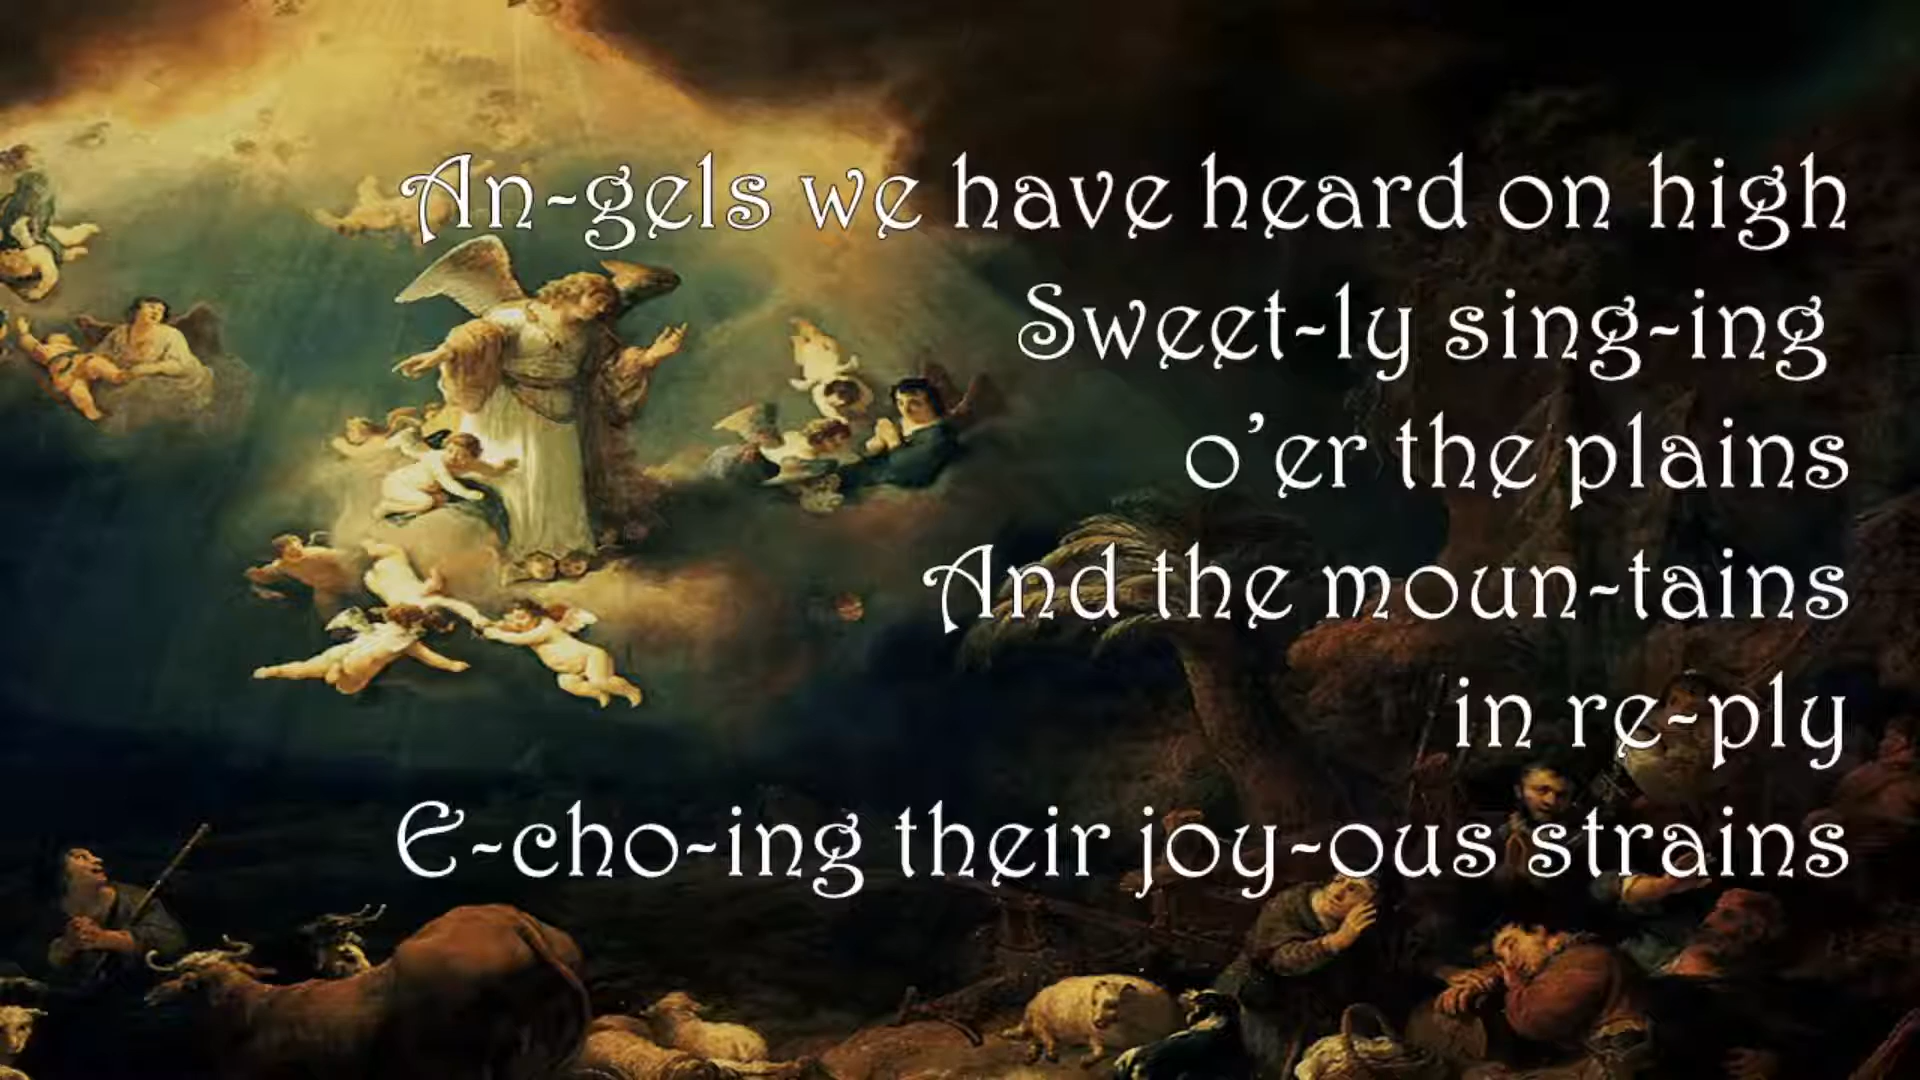 An-gels we have heard on high
Sweet-ly sing-ing
o’er the plains
And the moun-tains
in re-ply
E-cho-ing their joy-ous strains